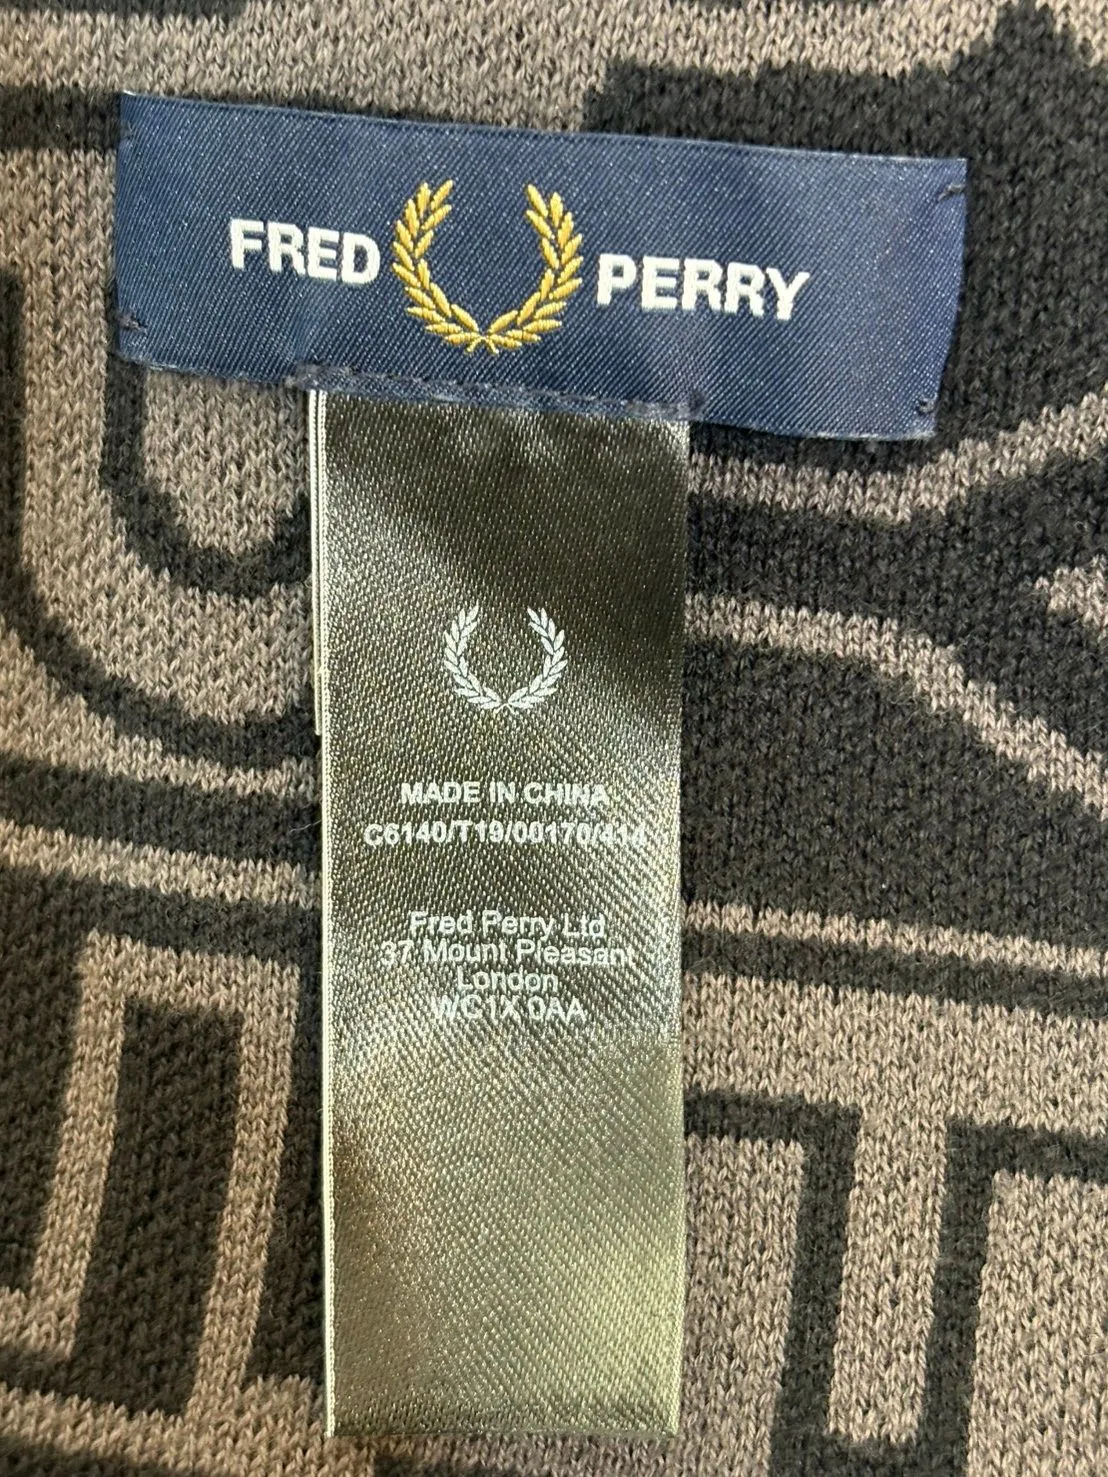 FRED PERRY
MADE IN CHINA
C6140/T19/00170/414
Fred Perry Ltd
37 Mount Pleasant
London
WC1X 0AA